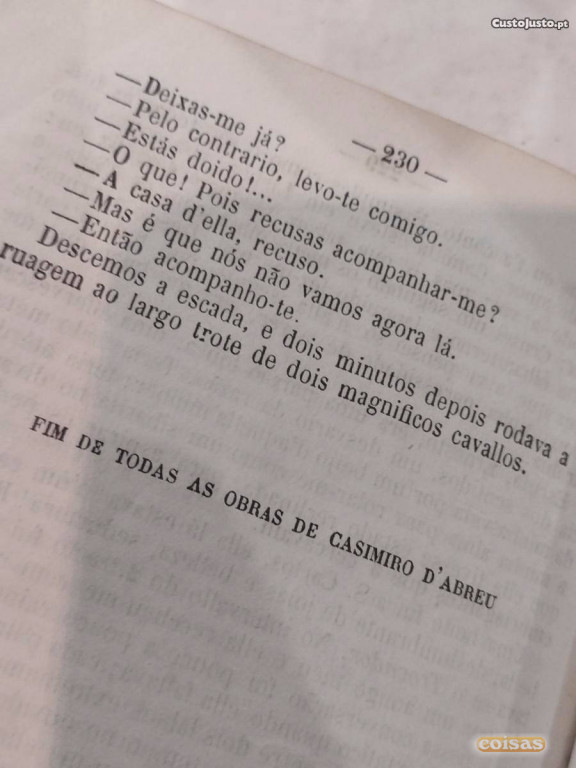 CustoJusto.pt
— 230 —
—Deixas-me já?
—Pelo contrario, levo-te comigo.
—Estás doido!...
—O que! Pois recusas acompanhar-me?
—A casa d'ella, recuso.
—Mas é que nós não vamos agora lá.
—Então acompanho-te.
Descemos a escada, e dois minutos depois rodava a
ruagem ao largo trote de dois magnificos cavallos.
FIM DE TODAS AS OBRAS DE CASIMIRO D'ABREU
coisas